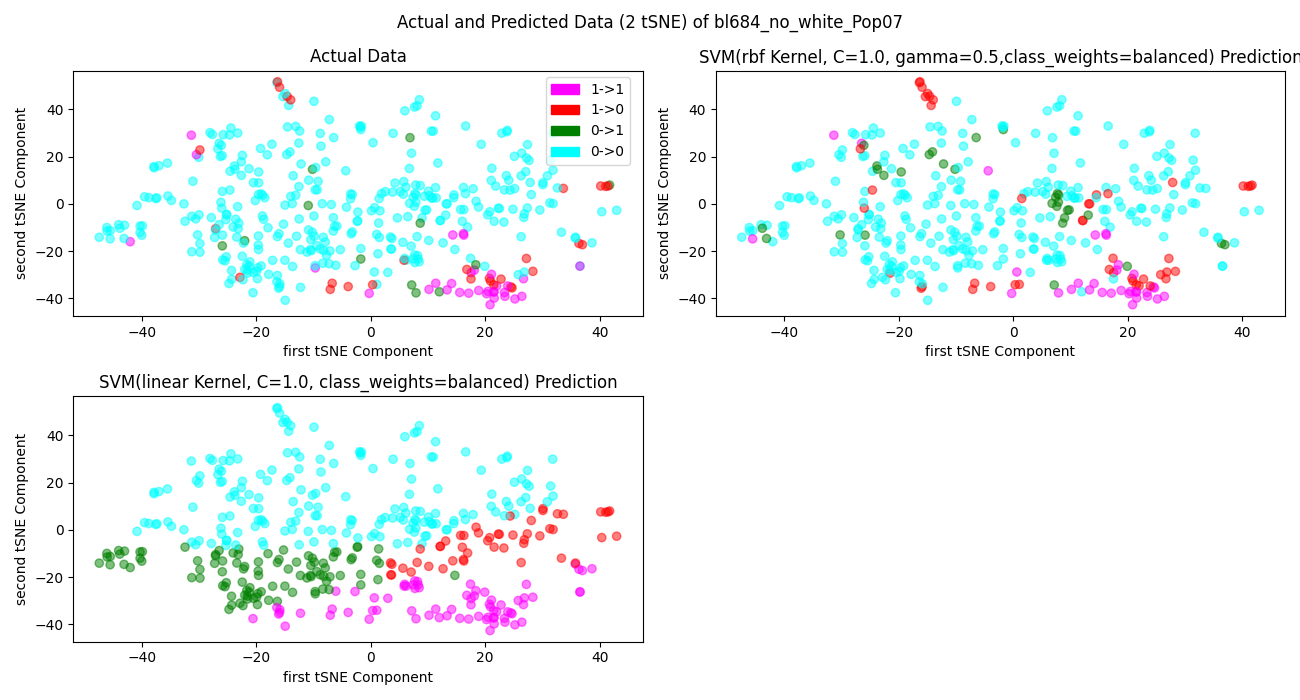 Actual and Predicted Data (2 tSNE) of bl684_no_white_Pop07
Actual Data
second tSNE Component
40
20
0
−20
−40
−40 −20 0 20 40
first tSNE Component
1->1
1->0
0->1
0->0
SVM(rbf Kernel, C=1.0, gamma=0.5,class_weights=balanced) Prediction
second tSNE Component
40
20
0
−20
−40
−40 −20 0 20 40
first tSNE Component
SVM(linear Kernel, C=1.0, class_weights=balanced) Prediction
second tSNE Component
40
20
0
−20
−40
−40 −20 0 20 40
first tSNE Component